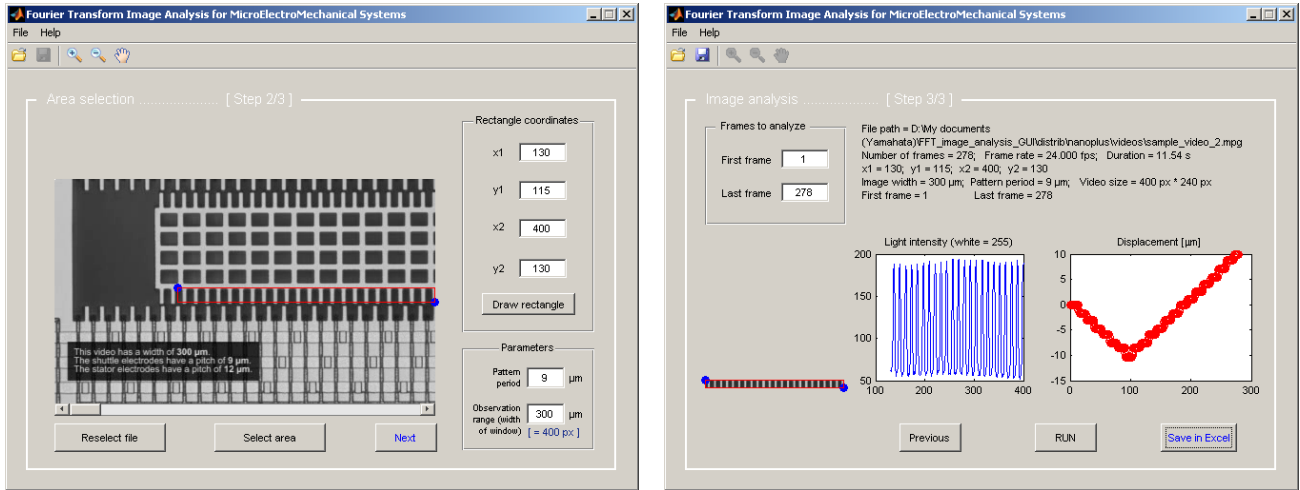 Fourier Transform Image Analysis for MicroElectroMechanical Systems
File Help
Area selection .................... [ Step 2/3 ]
Rectangle coordinates
x1 130
y1 115
x2 400
y2 130
Draw rectangle
This video has a width of 300 µm.
The shuttle electrodes have a pitch of 9 µm.
The stator electrodes have a pitch of 12 µm.
Parameters
Pattern
period 9 µm
Observation
range (width 300 µm
of window) [ = 400 px ]
Reselect file Select area Next
Fourier Transform Image Analysis for MicroElectroMechanical Systems
File Help
Image analysis ................... [ Step 3/3 ]
Frames to analyze
First frame 1
Last frame 278
File path = D:\My documents
(Yamahata)\FFT_image_analysis_GUI\distrib\nanoplus\videos\sample_video_2.mpg
Number of frames = 278; Frame rate = 24.000 fps; Duration = 11.54 s
x1 = 130; y1 = 115; x2 = 400; y2 = 130
Image width = 300 µm; Pattern period = 9 µm; Video size = 400 px * 240 px
First frame = 1 Last frame = 278
Light intensity (white = 255)
200
150
100
50
100 200 300 400
Displacement [µm]
10
5
0
-5
-10
-15
0 100 200 300
Previous RUN Save in Excel